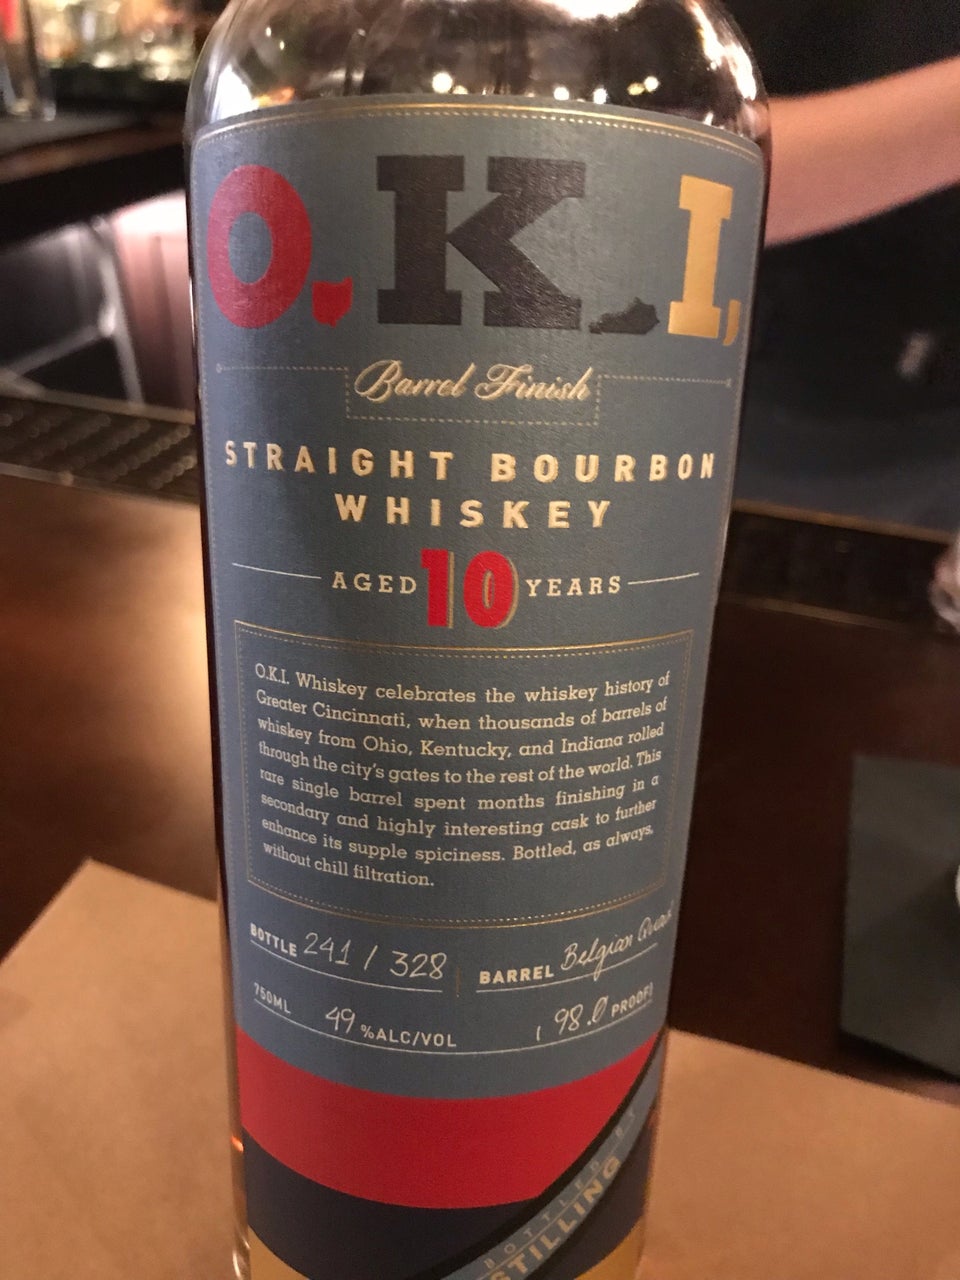 O.K.I,
Barrel Finish
STRAIGHT BOURBON
WHISKEY
AGED 10 YEARS
O.K.I. Whiskey celebrates the whiskey history of
Greater Cincinnati, when thousands of barrels of
whiskey from Ohio, Kentucky, and Indiana rolled
through the city's gates to the rest of the world. This
rare single barrel spent months finishing in a
secondary and highly interesting cask to further
enhance its supple spiciness. Bottled, as always,
without chill filtration.
BOTTLE 241 / 328 BARREL Belgian Quad
750ML 49 %ALC/VOL ( 98.0 PROOF)
BOTTLED BY
STILLING